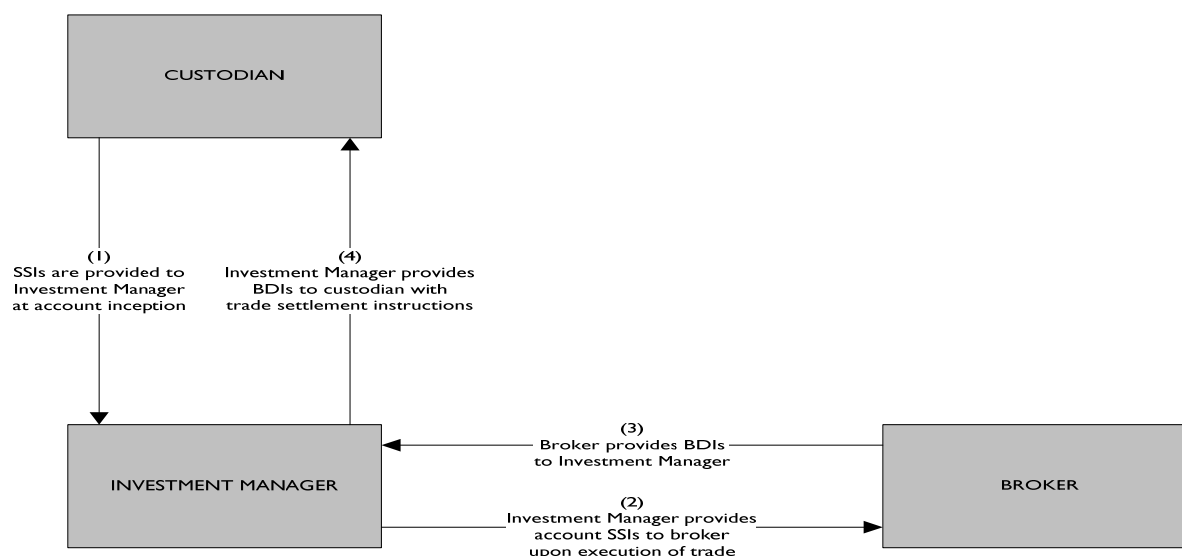 CUSTODIAN
(1)
SSIs are provided to
Investment Manager
at account inception
(4)
Investment Manager provides
BDIs to custodian with
trade settlement instructions
(3)
Broker provides BDIs
to Investment Manager
INVESTMENT MANAGER
BROKER
(2)
Investment Manager provides
account SSIs to broker
upon execution of trade